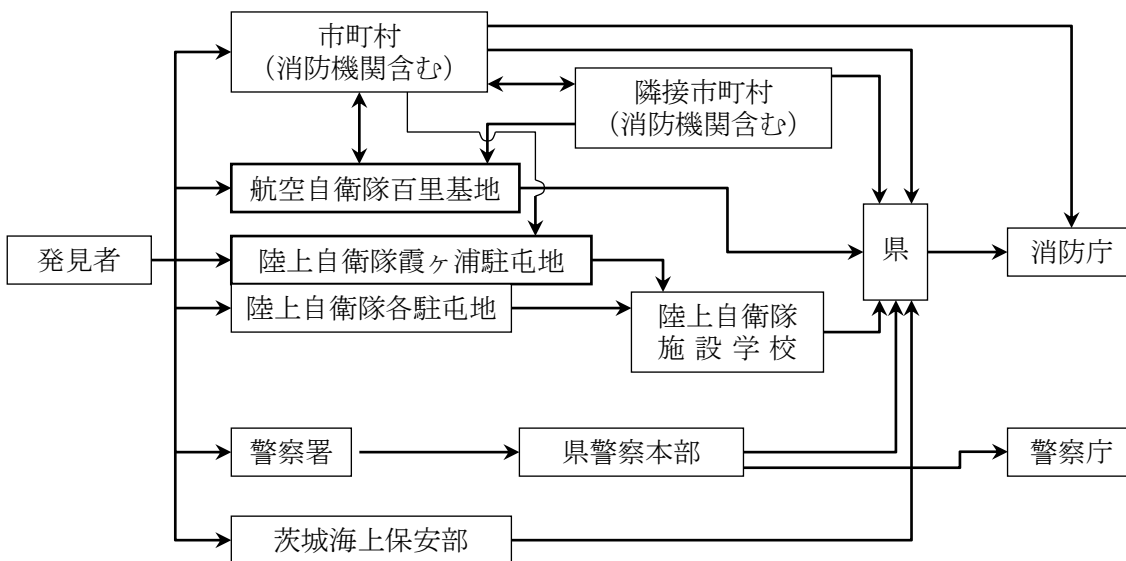 市町村
（消防機関含む）
隣接市町村
（消防機関含む）
航空自衛隊百里基地
発見者
陸上自衛隊霞ヶ浦駐屯地
県
消防庁
陸上自衛隊各駐屯地
陸上自衛隊
施設学校
警察署
県警察本部
警察庁
茨城海上保安部